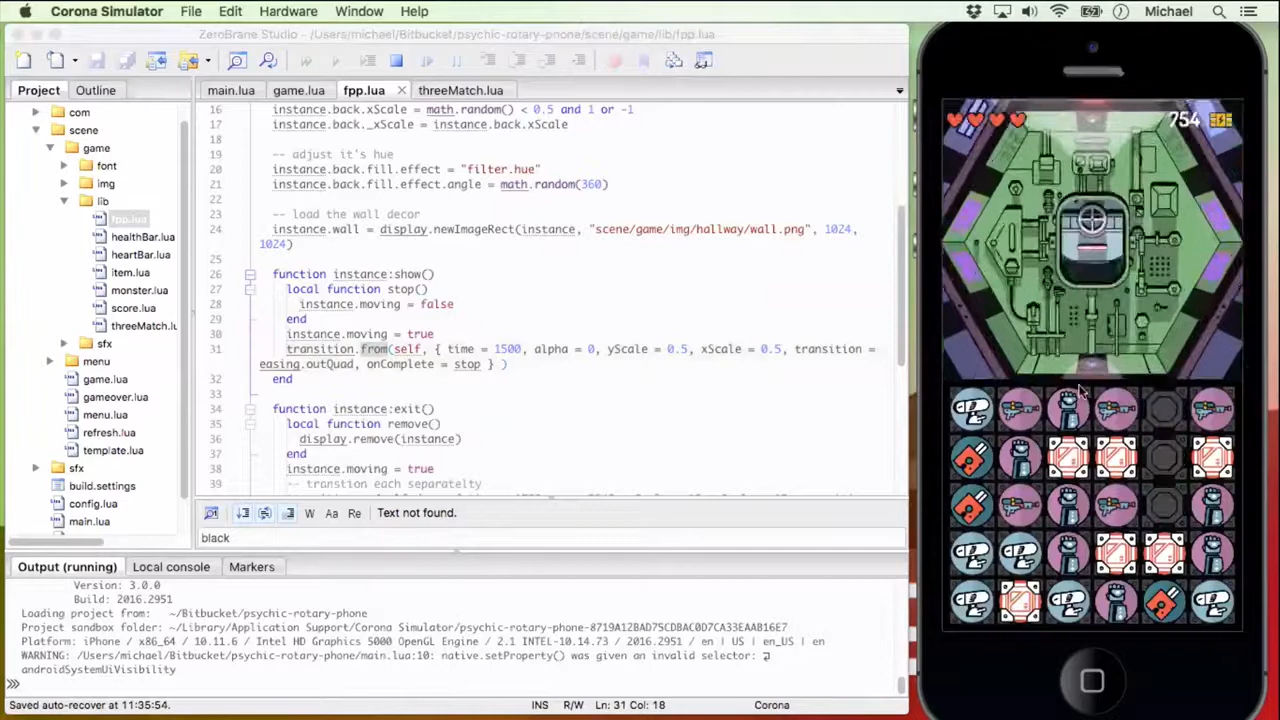 Corona Simulator File Edit Hardware Window Help Michael
ZeroBrane Studio - /Users/michael/Bitbucket/psychic-rotary-phone/scene/game/lib/fpp.lua
Project Outline
com
scene
game
font
img
lib
fpp.lua
healthBar.lua
heartBar.lua
item.lua
monster.lua
score.lua
threeMatch.lu
sfx
menu
game.lua
gameover.lua
menu.lua
refresh.lua
template.lua
sfx
build.settings
config.lua
main.lua
main.lua game.lua fpp.lua threeMatch.lua
16 instance.back.xScale = math.random() < 0.5 and 1 or -1
17 instance.back._xScale = instance.back.xScale
18
19 -- adjust it's hue
20 instance.back.fill.effect = "filter.hue"
21 instance.back.fill.effect.angle = math.random(360)
22
23 -- load the wall decor
24 instance.wall = display.newImageRect(instance, "scene/game/img/hallway/wall.png", 1024,
1024)
25
26 function instance:show()
27 local function stop()
28 instance.moving = false
29 end
30 instance.moving = true
31 transition.from(self, { time = 1500, alpha = 0, yScale = 0.5, xScale = 0.5, transition =
easing.outQuad, onComplete = stop } )
32 end
33
34 function instance:exit()
35 local function remove()
36 display.remove(instance)
37 end
38 instance.moving = true
39 -- transition each separatelty
W Aa Re Text not found.
black
Output (running) Local console Markers
Version: 3.0.0
Build: 2016.2951
Loading project from: ~/Bitbucket/psychic-rotary-phone
Project sandbox folder: ~/Library/Application Support/Corona Simulator/psychic-rotary-phone-8719A12BAD75CDBAC0D7CA33EAAB16E7
Platform: iPhone / x86_64 / 10.11.6 / Intel HD Graphics 5000 OpenGL Engine / 2.1 INTEL-10.14.73 / 2016.2951 / en | US | en_US | en
WARNING: /Users/michael/Bitbucket/psychic-rotary-phone/main.lua:10: native.setProperty() was given an invalid selector:
androidSystemUiVisibility
Saved auto-recover at 11:35:54. INS R/W Ln: 31 Col: 18 Corona
754